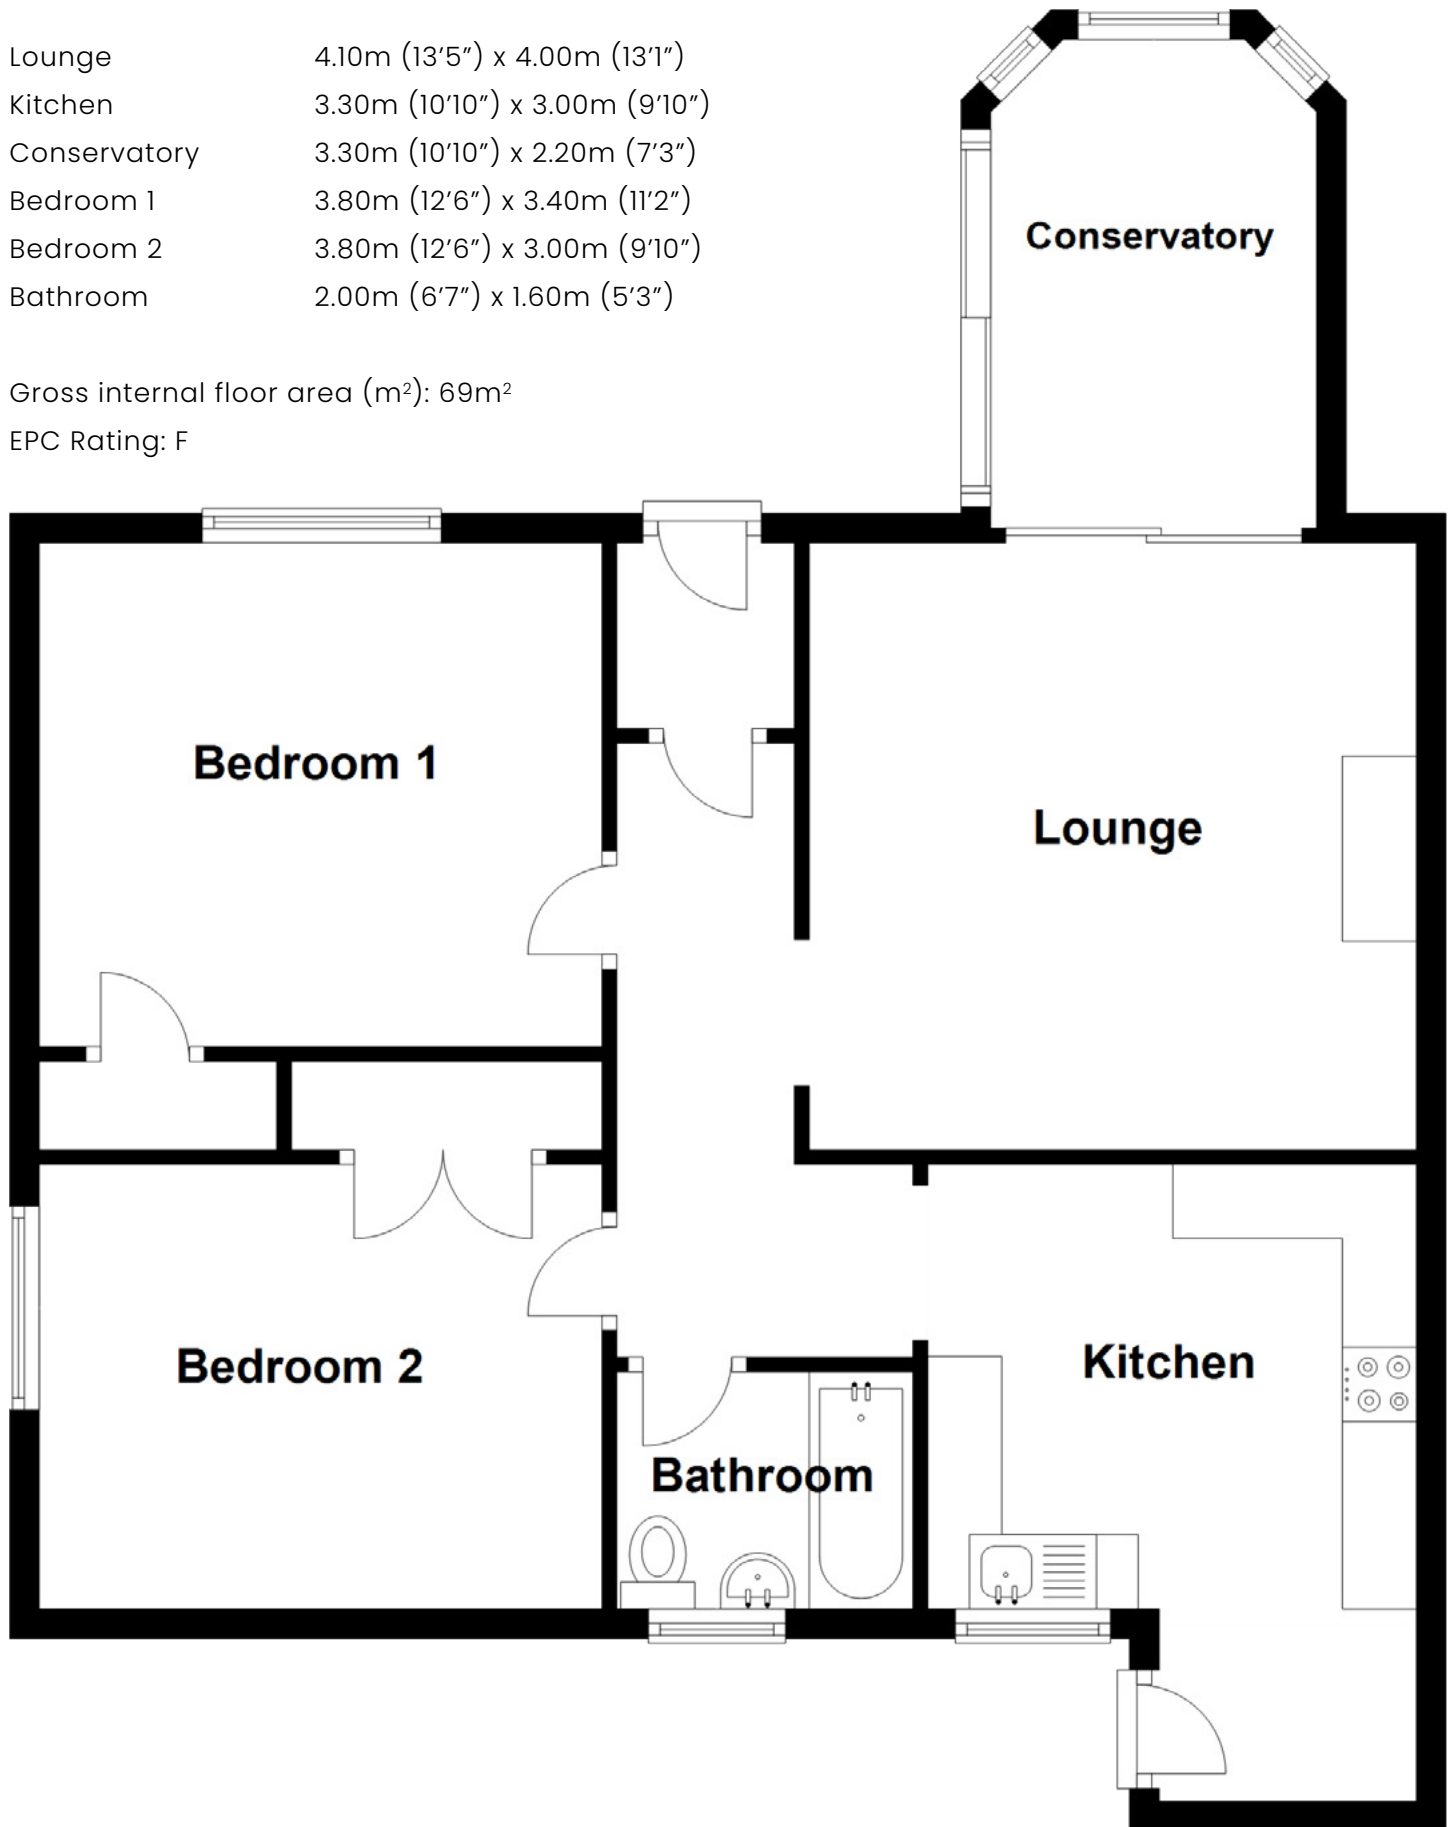 Lounge 4.10m (13’5”) x 4.00m (13’1”)
Kitchen 3.30m (10’10”) x 3.00m (9’10”)
Conservatory 3.30m (10’10”) x 2.20m (7’3”)
Bedroom 1 3.80m (12’6”) x 3.40m (11’2”)
Bedroom 2 3.80m (12’6”) x 3.00m (9’10”)
Bathroom 2.00m (6’7”) x 1.60m (5’3”)
Gross internal floor area (m²): 69m²
EPC Rating: F
Conservatory
Bedroom 1
Lounge
Bedroom 2
Kitchen
Bathroom